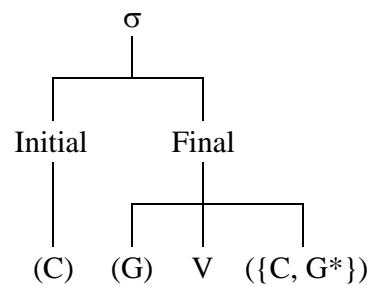 σ
Initial Final
(C) (G) V ({C, G*})